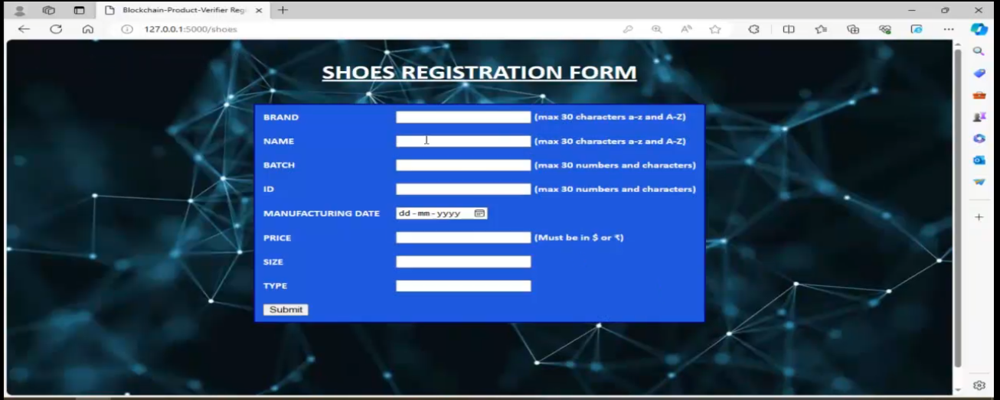 Blockchain-Product-Verifier Reg
127.0.0.1:5000/shoes
SHOES REGISTRATION FORM
BRAND (max 30 characters a-z and A-Z)
NAME (max 30 characters a-z and A-Z)
BATCH (max 30 numbers and characters)
ID (max 30 numbers and characters)
MANUFACTURING DATE dd-mm-yyyy
PRICE (Must be in $ or ₹)
SIZE
TYPE
Submit